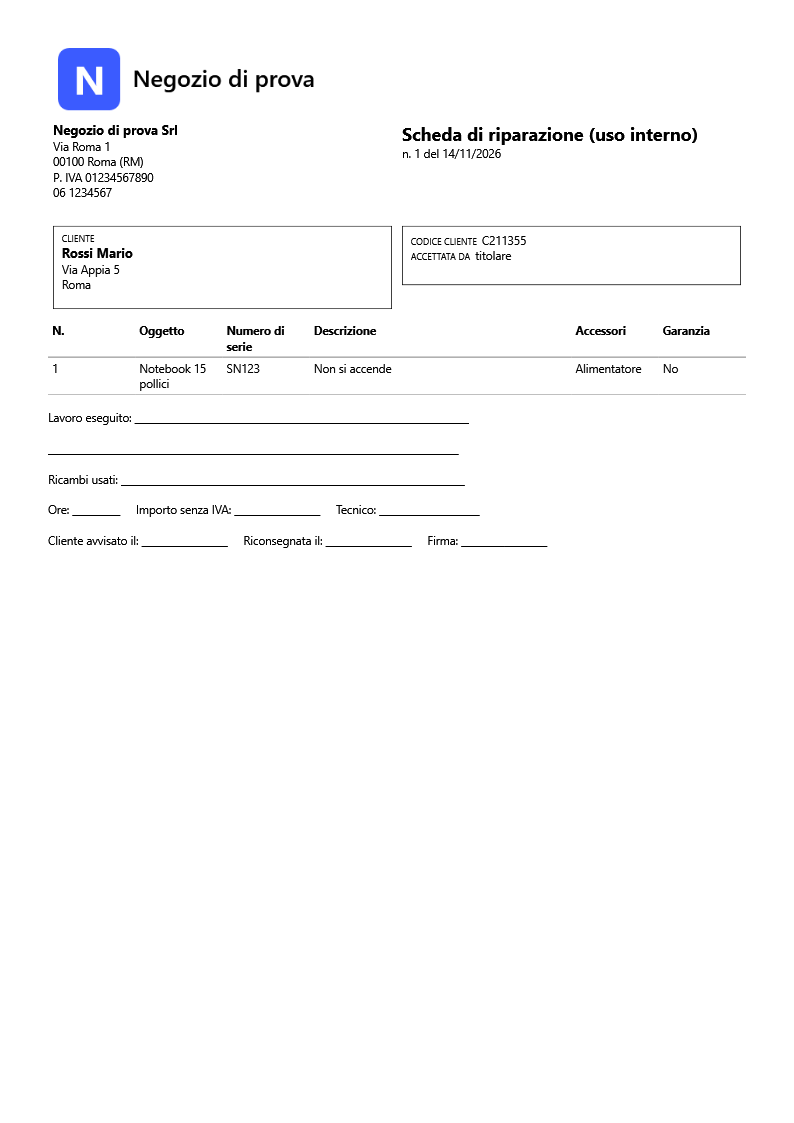 N Negozio di prova
Negozio di prova Srl
Via Roma 1
00100 Roma (RM)
P. IVA 01234567890
06 1234567
Scheda di riparazione (uso interno)
n. 1 del 14/11/2026
CLIENTE
Rossi Mario
Via Appia 5
Roma
CODICE CLIENTE C211355
ACCETTATA DA titolare
N. Oggetto Numero di serie Descrizione Accessori Garanzia
1 Notebook 15 pollici SN123 Non si accende Alimentatore No
Lavoro eseguito:
Ricambi usati:
Ore: Importo senza IVA: Tecnico:
Cliente avvisato il: Riconsegnata il: Firma: